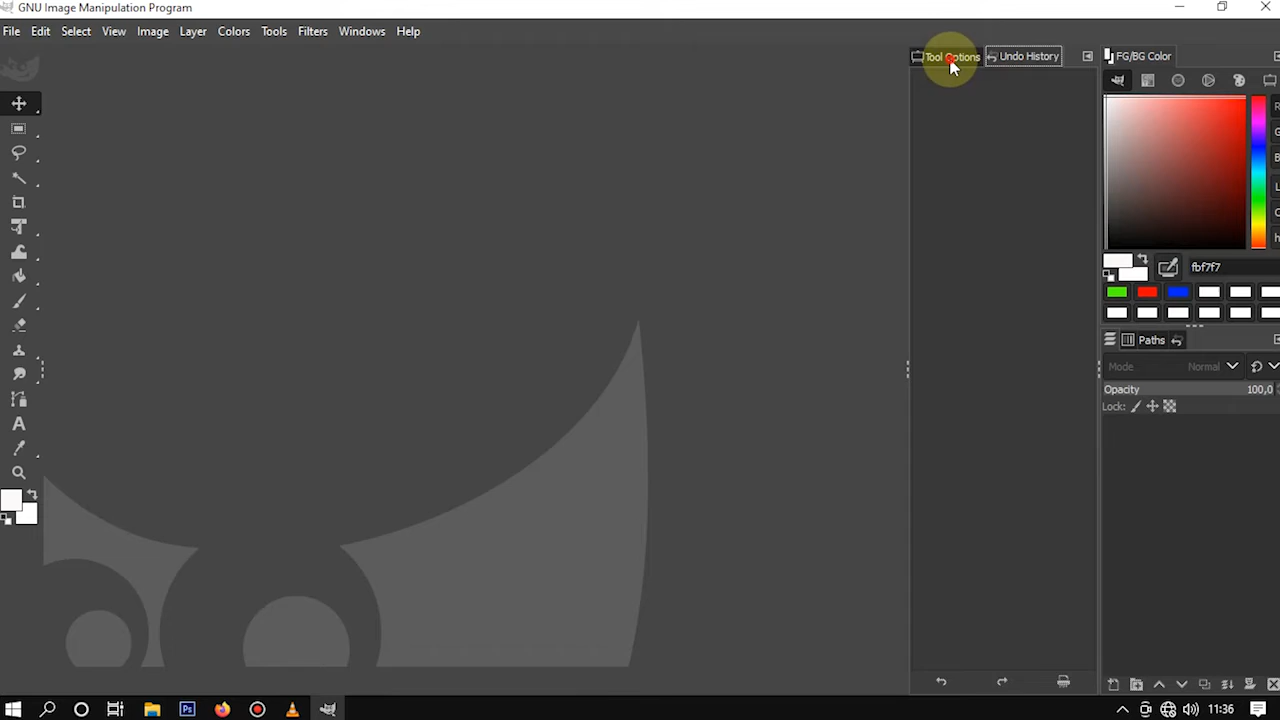 GNU Image Manipulation Program
File Edit Select View Image Layer Colors Tools Filters Windows Help
Tool Options Undo History FG/BG Color
fbf7f7
Paths
Mode Normal
Opacity 100,0
Lock:
A
Ps
11:36